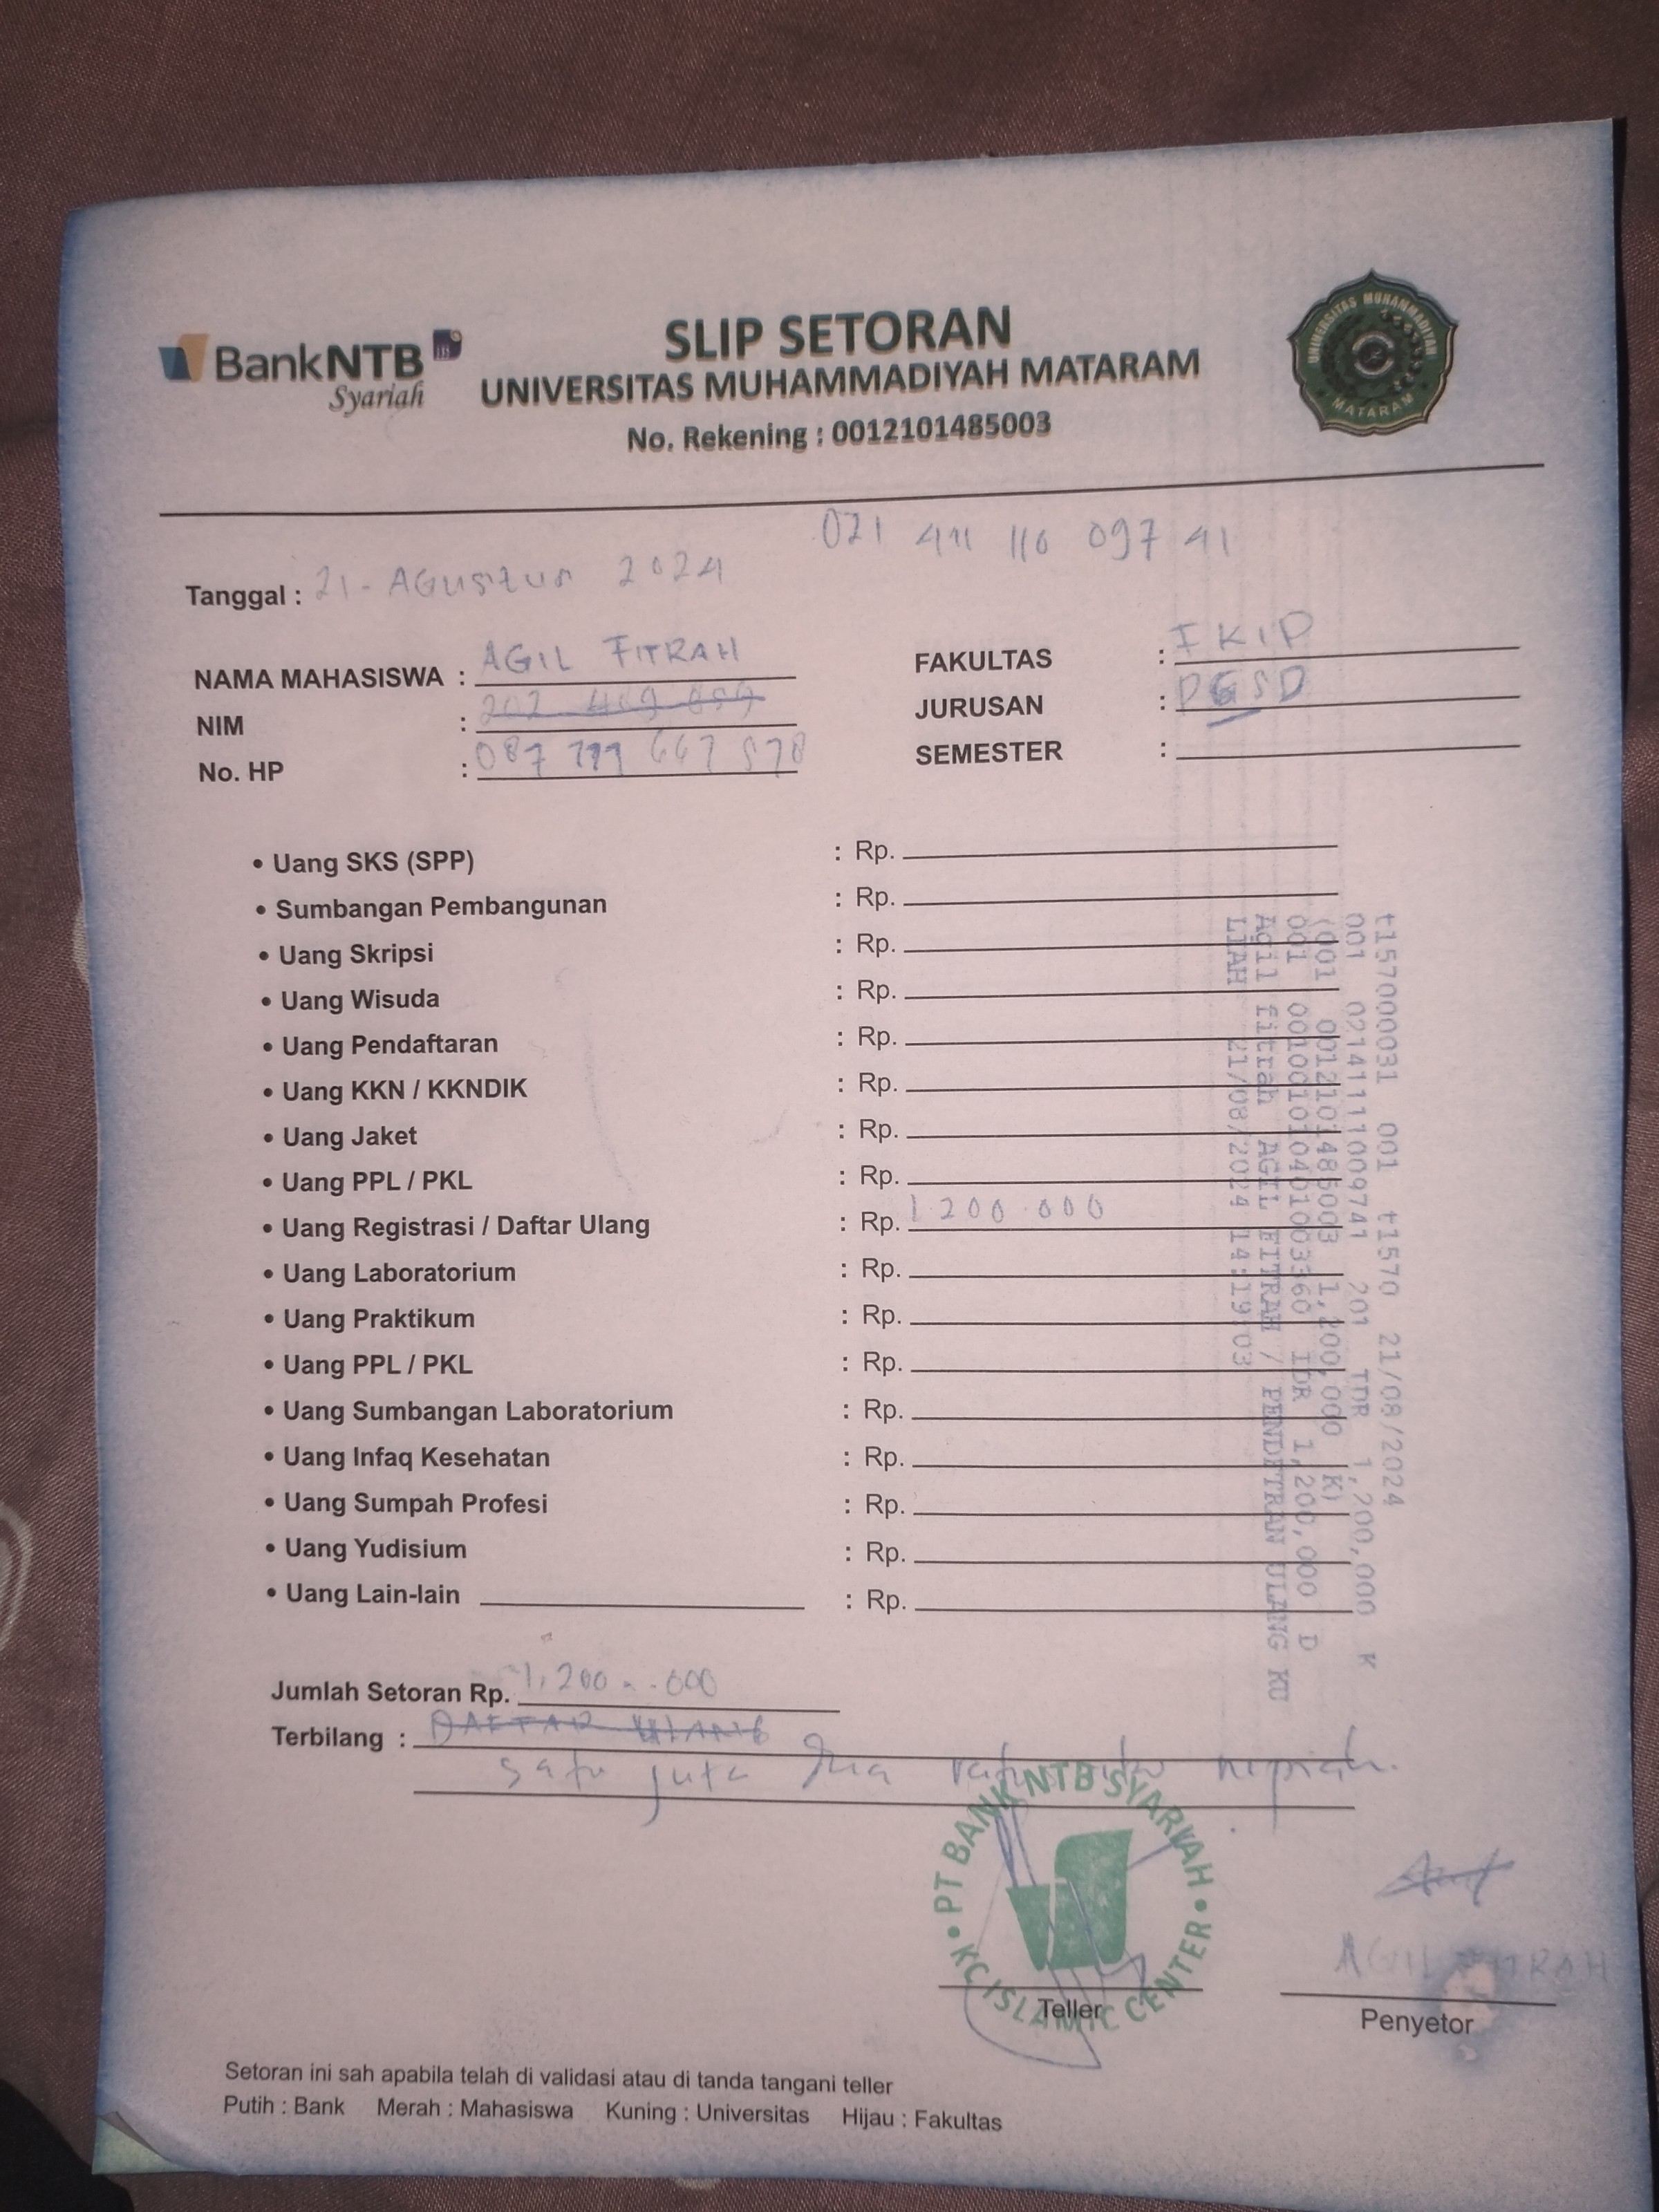 BankNTB
Syariah
SLIP SETORAN
UNIVERSITAS MUHAMMADIYAH MATARAM
No. Rekening : 0012101485003
UNIVERSITAS MUHAMMADIYAH
MATARAM
021 411 110 097 41
Tanggal : 21 - AGustus 2024
NAMA MAHASISWA : AGIL FITRAH
NIM :
No. HP : 087 799 667 578
FAKULTAS : FKIP
JURUSAN : PGSD
SEMESTER :
• Uang SKS (SPP) : Rp.
• Sumbangan Pembangunan : Rp.
• Uang Skripsi : Rp.
• Uang Wisuda : Rp.
• Uang Pendaftaran : Rp.
• Uang KKN / KKNDIK : Rp.
• Uang Jaket : Rp.
• Uang PPL / PKL : Rp.
• Uang Registrasi / Daftar Ulang : Rp. 1 200.000
• Uang Laboratorium : Rp.
• Uang Praktikum : Rp.
• Uang PPL / PKL : Rp.
• Uang Sumbangan Laboratorium : Rp.
• Uang Infaq Kesehatan : Rp.
• Uang Sumpah Profesi : Rp.
• Uang Yudisium : Rp.
• Uang Lain-lain : Rp.
t1570000031 001 t1570 21/08/2024
001 02141111009741 201 IDR 1,200,000 K
(001 0012101485003 1,200,000 K)
001 0010010104010003360 IDR 1,200,000 D
Agil fitrah AGIL FITRAH / PENDFTRAN ULANG KU
LIAH 21/08/2024 14:19:03
Jumlah Setoran Rp. 1.200..000
Terbilang : DAFTAR ULANG
satu juta dua ratus ribu rupiah.
• PT BANK NTB SYARIAH •
KC ISLAMIC CENTER
Teller
AGIL FITRAH
Penyetor
Setoran ini sah apabila telah di validasi atau di tanda tangani teller
Putih : Bank Merah : Mahasiswa Kuning : Universitas Hijau : Fakultas